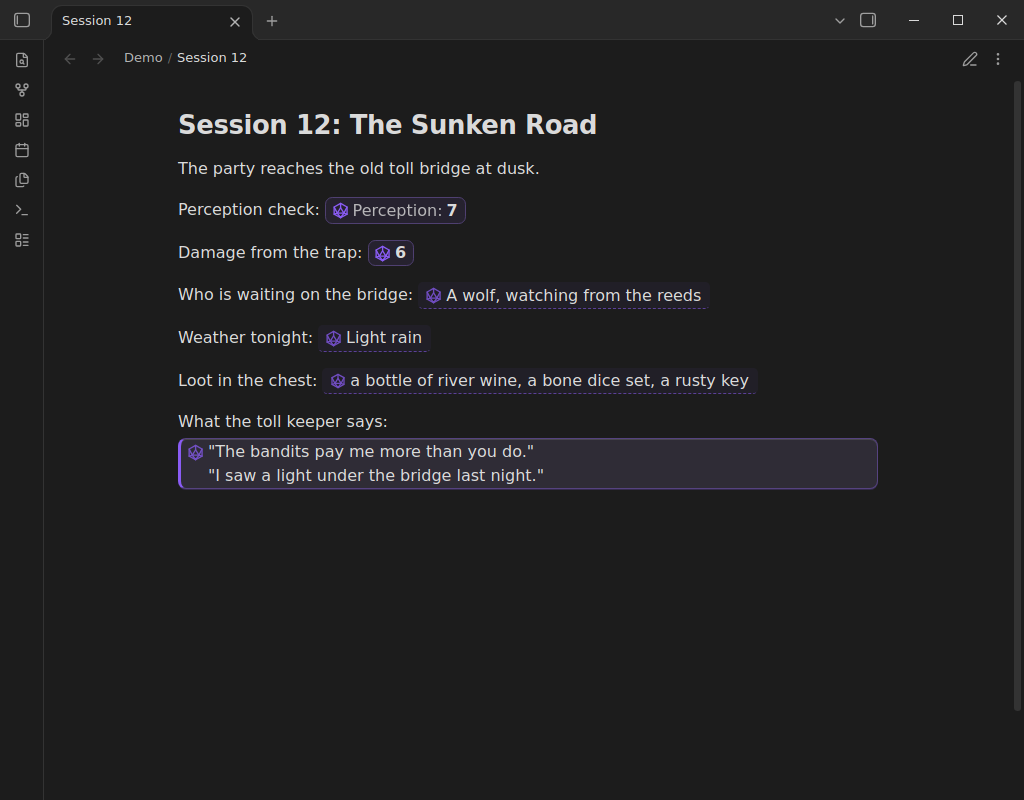 Session 12
Demo / Session 12
Session 12: The Sunken Road
The party reaches the old toll bridge at dusk.
Perception check: Perception: 7
Damage from the trap: 6
Who is waiting on the bridge: A wolf, watching from the reeds
Weather tonight: Light rain
Loot in the chest: a bottle of river wine, a bone dice set, a rusty key
What the toll keeper says:
"The bandits pay me more than you do."
"I saw a light under the bridge last night."